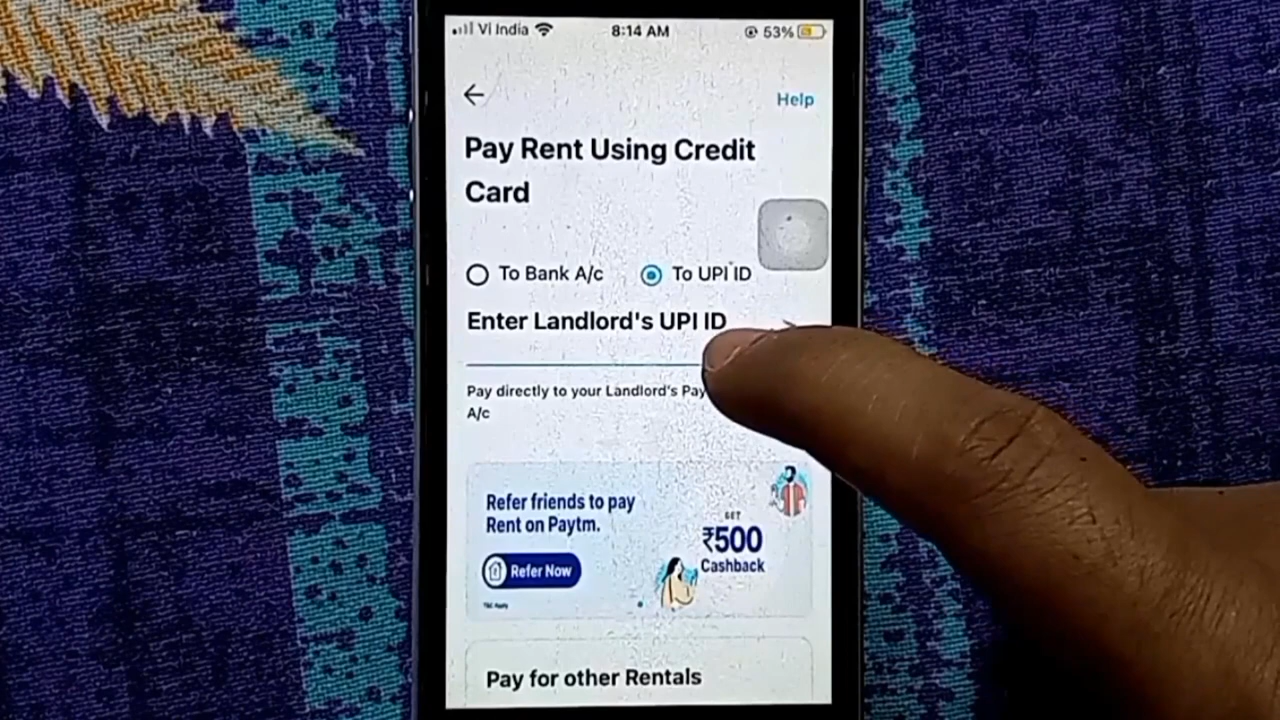 Vi India
8:14 AM
53%
Help
Pay Rent Using Credit
Card
To Bank A/c
To UPI ID
Enter Landlord's UPI ID
Pay directly to your Landlord's
A/c
Refer friends to pay
Rent on Paytm.
Refer Now
GET
₹500
Cashback
T&C Apply
Pay for other Rentals